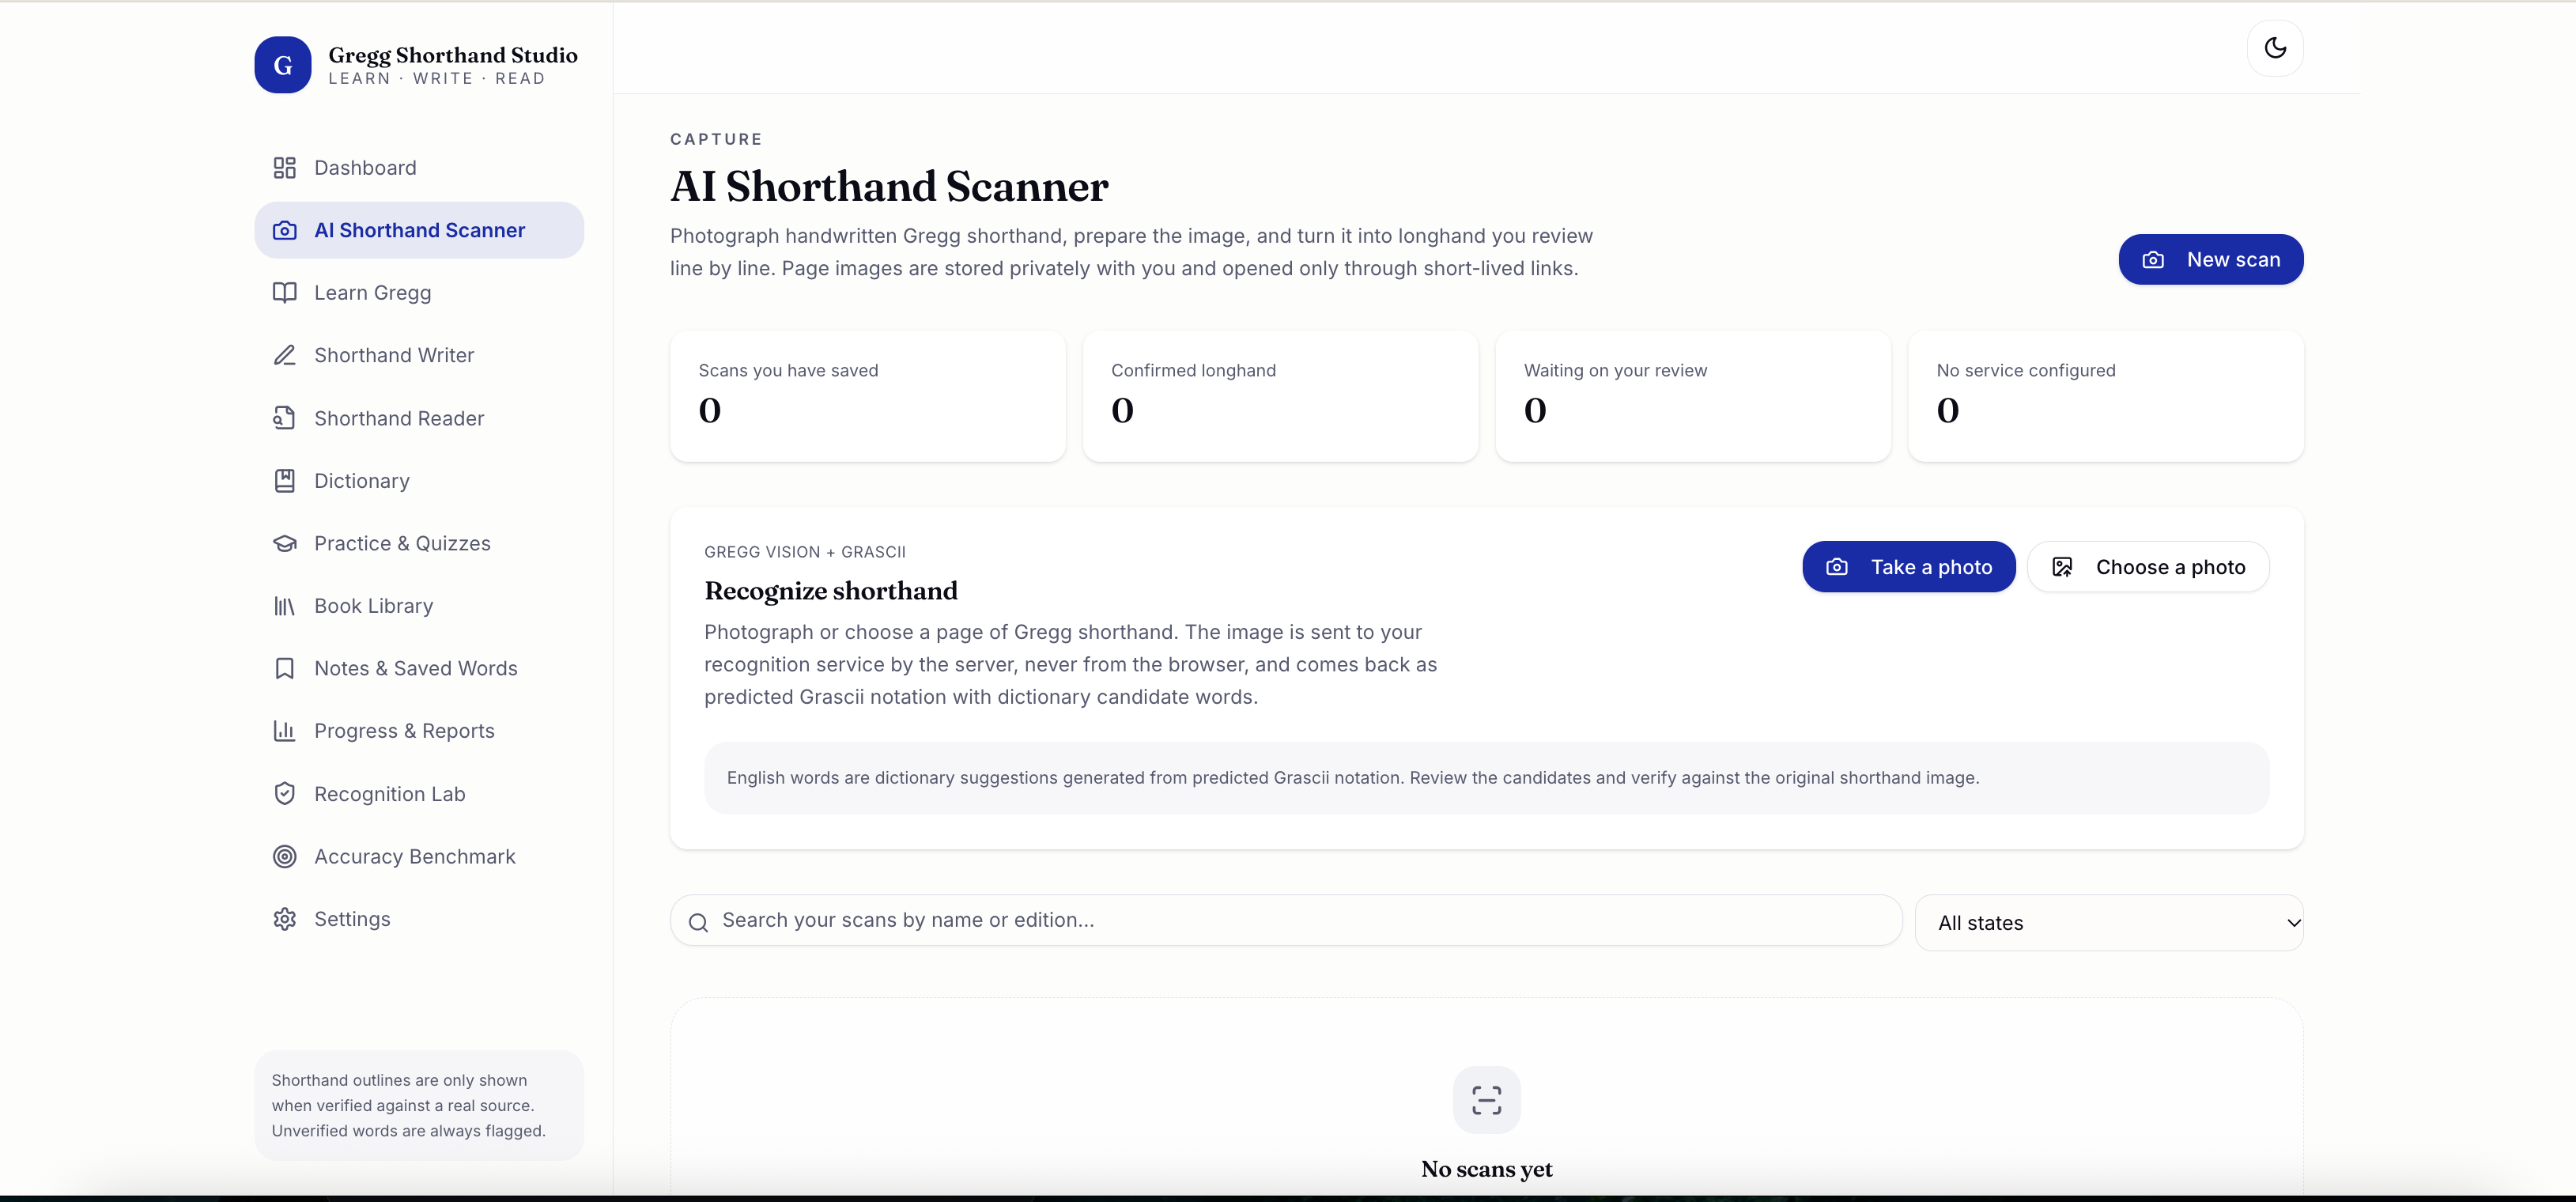 G
Gregg Shorthand Studio
LEARN · WRITE · READ
Dashboard
AI Shorthand Scanner
Learn Gregg
Shorthand Writer
Shorthand Reader
Dictionary
Practice & Quizzes
Book Library
Notes & Saved Words
Progress & Reports
Recognition Lab
Accuracy Benchmark
Settings
Shorthand outlines are only shown
when verified against a real source.
Unverified words are always flagged.
CAPTURE
AI Shorthand Scanner
Photograph handwritten Gregg shorthand, prepare the image, and turn it into longhand you review
line by line. Page images are stored privately with you and opened only through short-lived links.
New scan
Scans you have saved
0
Confirmed longhand
0
Waiting on your review
0
No service configured
0
GREGG VISION + GRASCII
Recognize shorthand
Take a photo
Choose a photo
Photograph or choose a page of Gregg shorthand. The image is sent to your
recognition service by the server, never from the browser, and comes back as
predicted Grascii notation with dictionary candidate words.
English words are dictionary suggestions generated from predicted Grascii notation. Review the candidates and verify against the original shorthand image.
Search your scans by name or edition...
All states
No scans yet